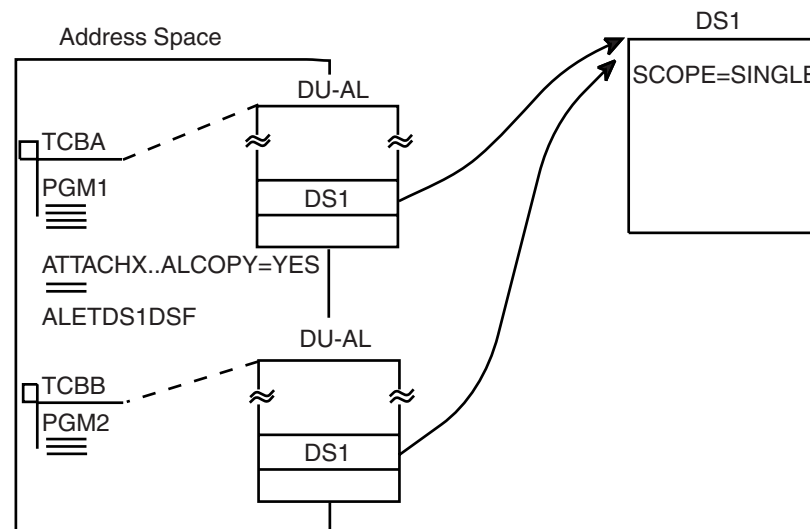 DS1
Address Space
SCOPE=SINGLE
DU-AL
TCBA
PGM1
DS1
ATTACHX..ALCOPY=YES
ALETDS1DSF
DU-AL
TCBB
PGM2
DS1